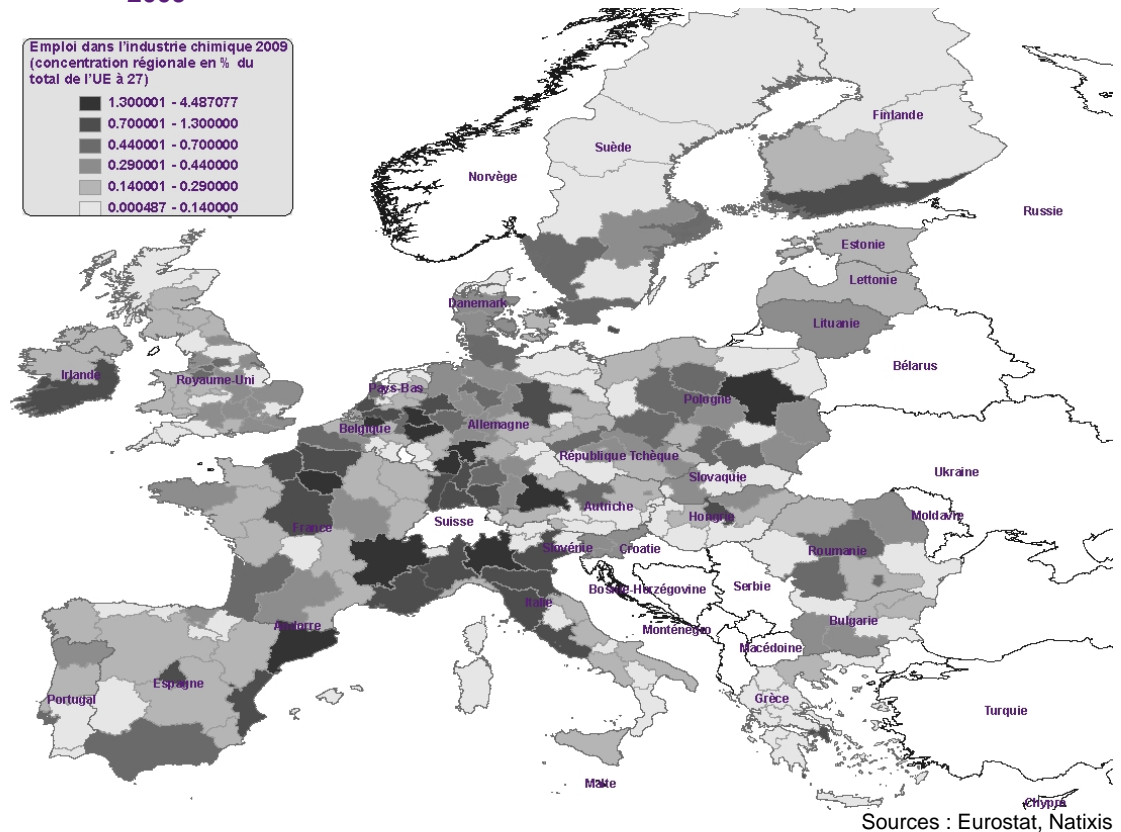 2009
Emploi dans l'industrie chimique 2009
(concentration régionale en % du
total de l'UE à 27)
1.300001 - 4.487077
0.700001 - 1.300000
0.440001 - 0.700000
0.290001 - 0.440000
0.140001 - 0.290000
0.000487 - 0.140000
Finlande
Suède
Norvège
Russie
Estonie
Lettonie
Danemark
Lituanie
Bélarus
Irlande
Royaume-Uni
Pays-Bas
Pologne
Belgique
Allemagne
République Tchèque
Ukraine
Slovaquie
Autriche
Moldavie
Hongrie
Suisse
France
Slovénie
Croatie
Roumanie
Bosnie-Herzégovine
Serbie
Italie
Andorre
Monténégro
Bulgarie
Macédoine
Espagne
Portugal
Grèce
Turquie
Malte
Chypre
Sources : Eurostat, Natixis